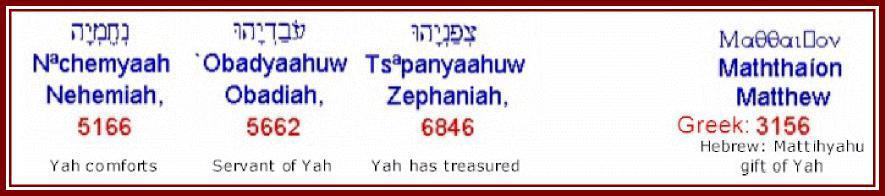 נְחֶמְיָה
Nªchemyaah
Nehemiah,
5166
Yah comforts
עֹבַדְיָהוּ
`Obadyaahuw
Obadiah,
5662
Servant of Yah
צְפַנְיָהוּ
Tsªpanyaahuw
Zephaniah,
6846
Yah has treasured
Μαθθαι□ον
Maththaíon
Matthew
Greek: 3156
Hebrew: Mattihyahu
gift of Yah